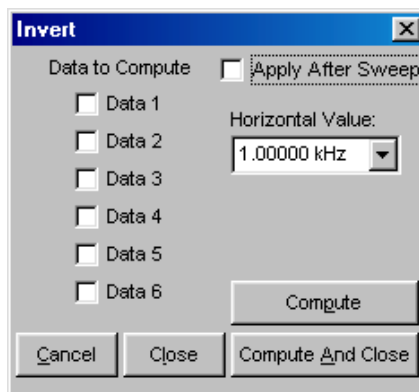 Invert
Data to Compute
Apply After Sweep
Data 1
Data 2
Data 3
Data 4
Data 5
Data 6
Horizontal Value:
1.00000 kHz
Compute
Cancel
Close
Compute And Close